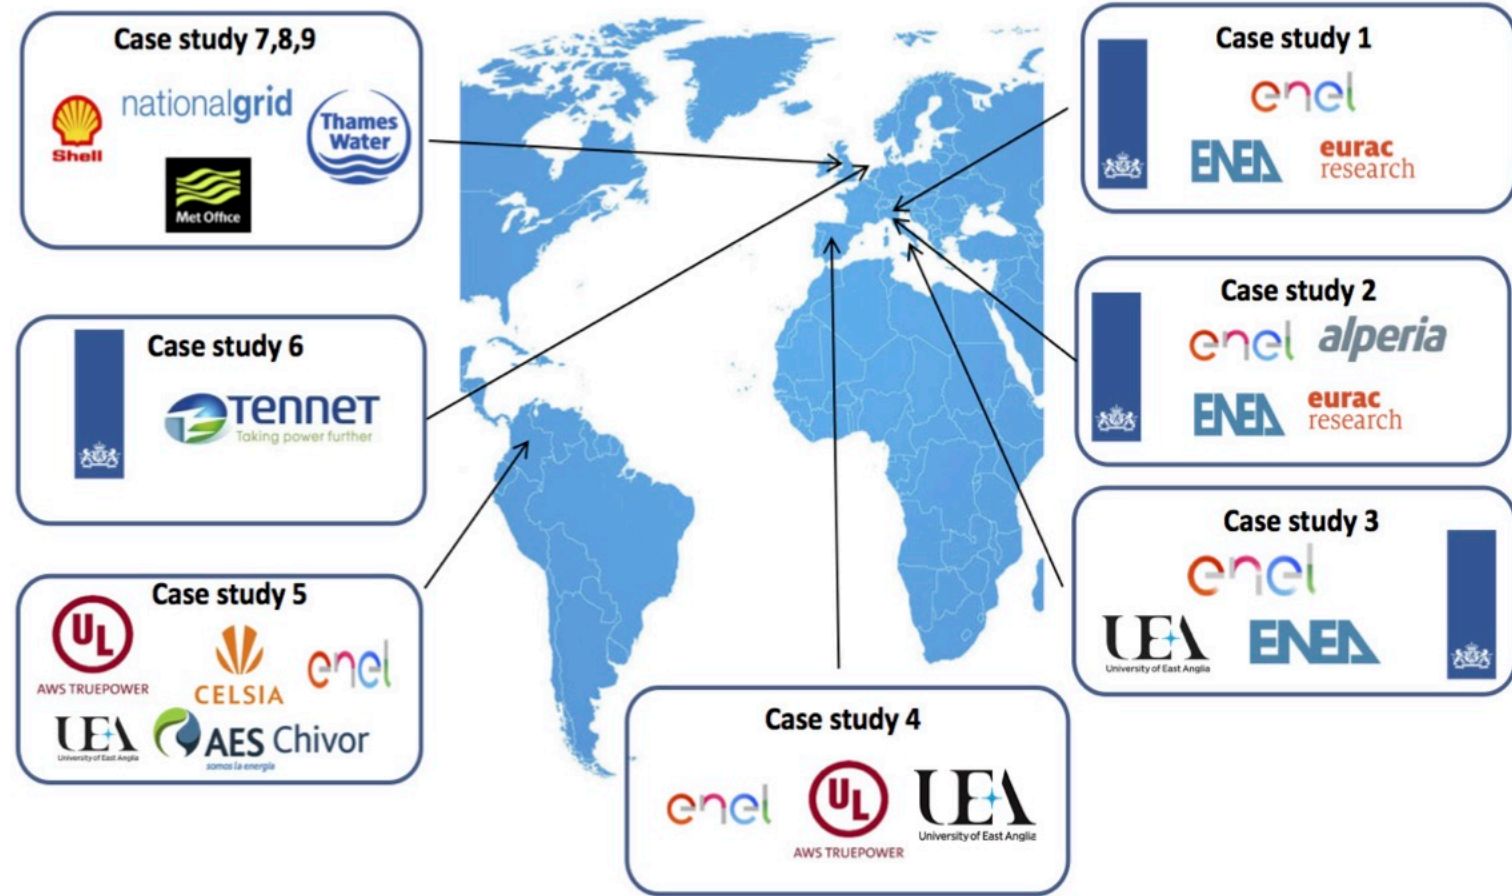 Case study 7,8,9
Shell
nationalgrid
Thames
Water
Met Office
Case study 6
TenneT
Taking power further
Case study 5
UL
AWS TRUEPOWER
CELSIA
enel
UEA
University of East Anglia
AES Chivor
somos la energía
Case study 4
enel
UL
AWS TRUEPOWER
UEA
University of East Anglia
Case study 1
enel
ENEA
eurac
research
Case study 2
enel
alperia
ENEA
eurac
research
Case study 3
enel
UEA
University of East Anglia
ENEA